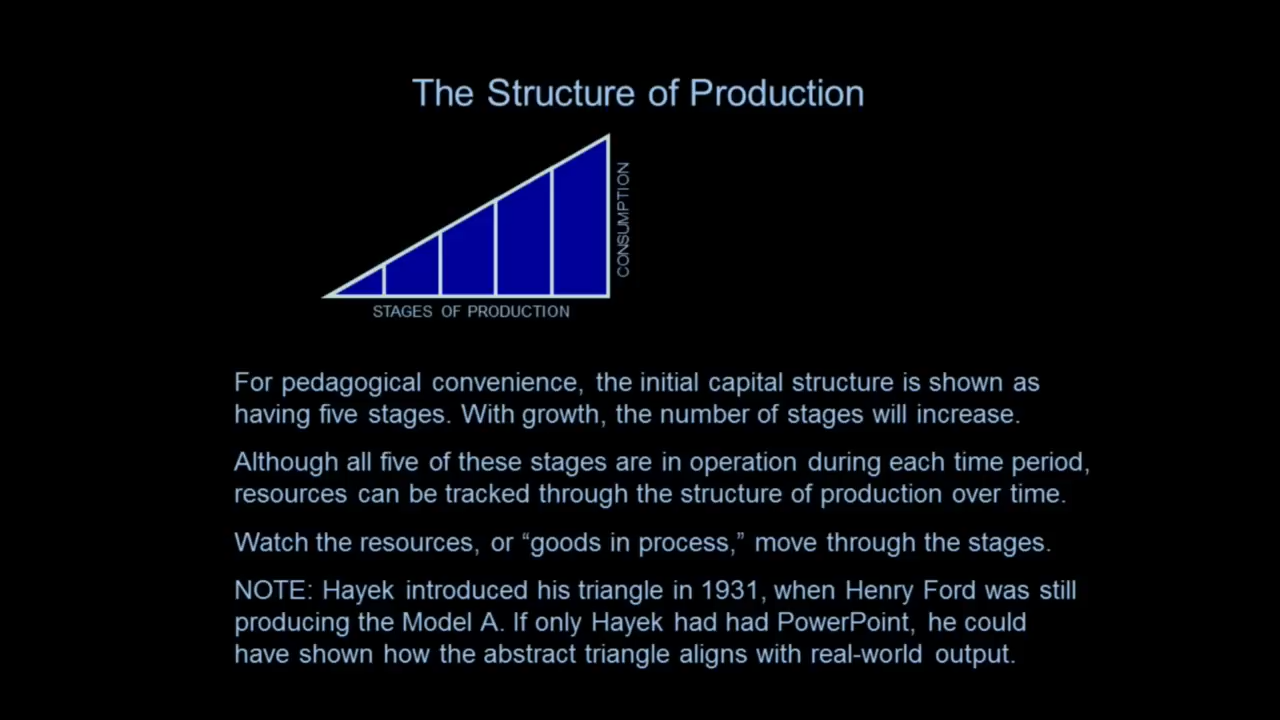 The Structure of Production
CONSUMPTION
STAGES OF PRODUCTION
For pedagogical convenience, the initial capital structure is shown as
having five stages. With growth, the number of stages will increase.
Although all five of these stages are in operation during each time period,
resources can be tracked through the structure of production over time.
Watch the resources, or “goods in process,” move through the stages.
NOTE: Hayek introduced his triangle in 1931, when Henry Ford was still
producing the Model A. If only Hayek had had PowerPoint, he could
have shown how the abstract triangle aligns with real-world output.